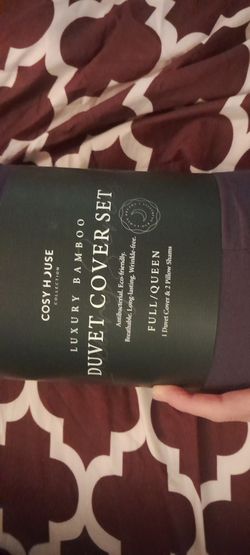 COSY HOUSE
COLLECTION
LUXURY BAMBOO
DUVET COVER SET
Antibacterial, Eco-friendly,
Breathable, Long-lasting, Wrinkle-free.
FULL/QUEEN
1 Duvet Cover & 2 Pillow Shams